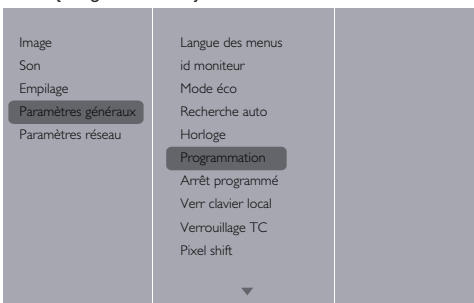 Image
Son
Empilage
Paramètres généraux
Paramètres réseau
Langue des menus
id moniteur
Mode éco
Recherche auto
Horloge
Programmation
Arrêt programmé
Verr clavier local
Verrouillage TC
Pixel shift